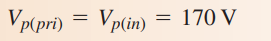 Vp(pri) = Vp(in) = 170 V